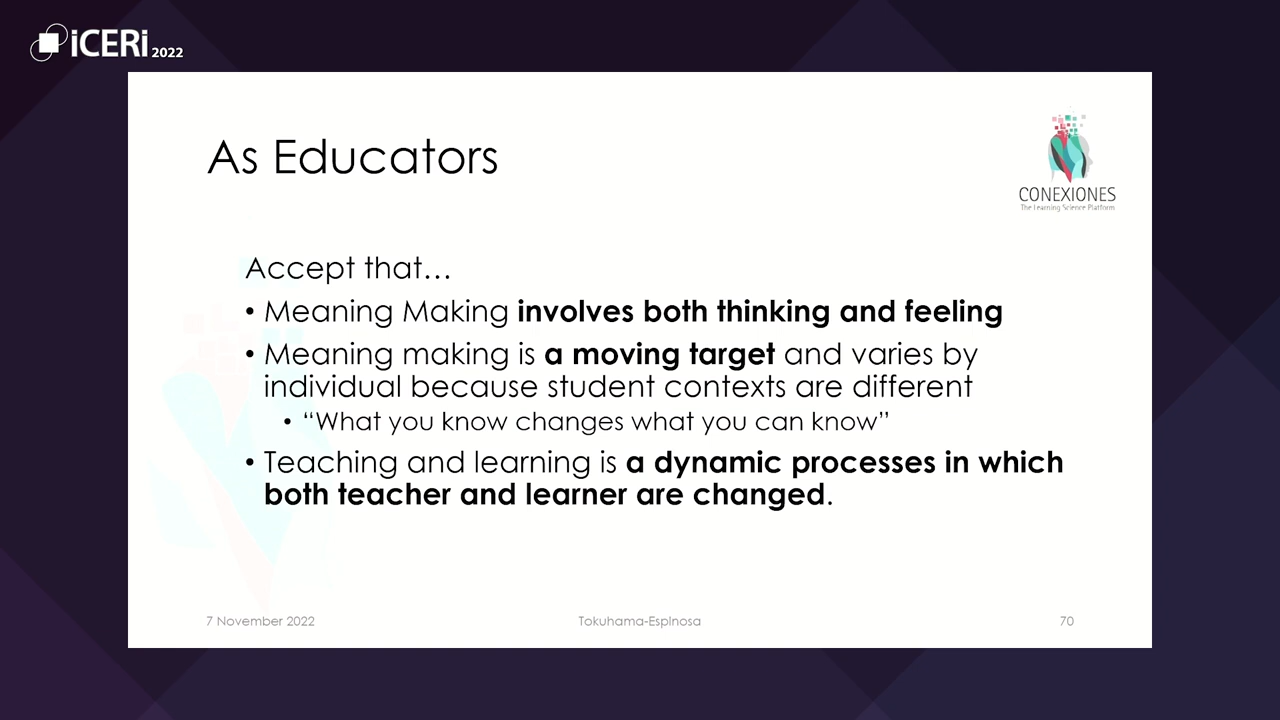 iCERi 2022
As Educators
CONEXIONES
The Learning Science Platform
Accept that…
• Meaning Making involves both thinking and feeling
• Meaning making is a moving target and varies by
individual because student contexts are different
• “What you know changes what you can know”
• Teaching and learning is a dynamic processes in which
both teacher and learner are changed.
7 November 2022
Tokuhama-Espinosa
70